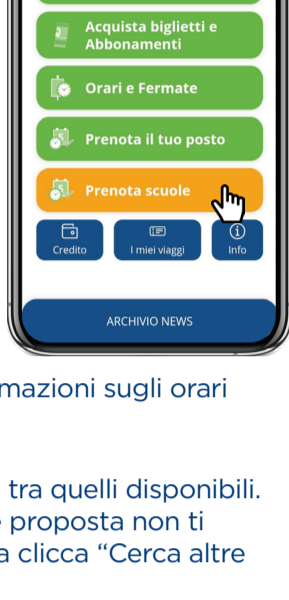 Acquista biglietti e
Abbonamenti
Orari e Fermate
Prenota il tuo posto
Prenota scuole
Credito
I miei viaggi
Info
ARCHIVIO NEWS
mazioni sugli orari
tra quelli disponibili.
proposta non ti
a clicca “Cerca altre